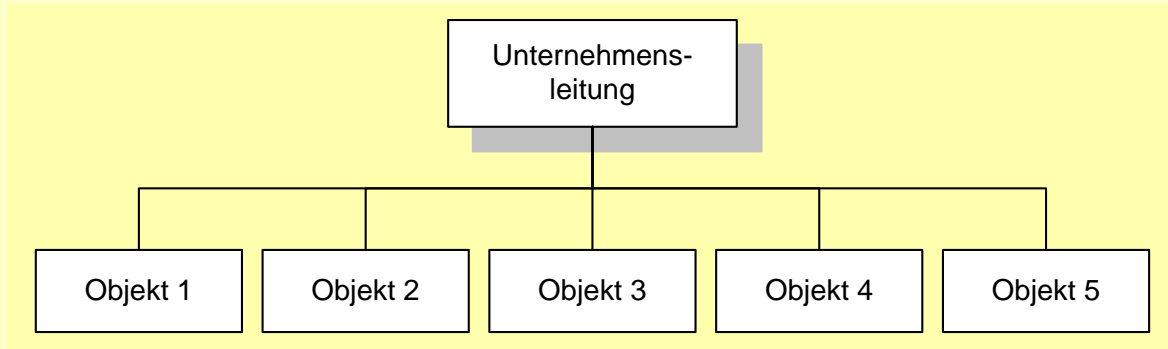 Unternehmens-
leitung
Objekt 1
Objekt 2
Objekt 3
Objekt 4
Objekt 5